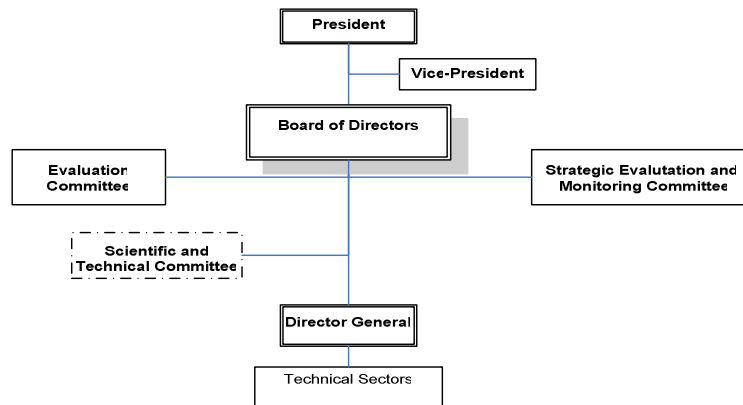 President
Vice-President
Board of Directors
Evaluation
Committee
Strategic Evalutation and
Monitoring Committee
Scientific and
Technical Committee
Director General
Technical Sectors